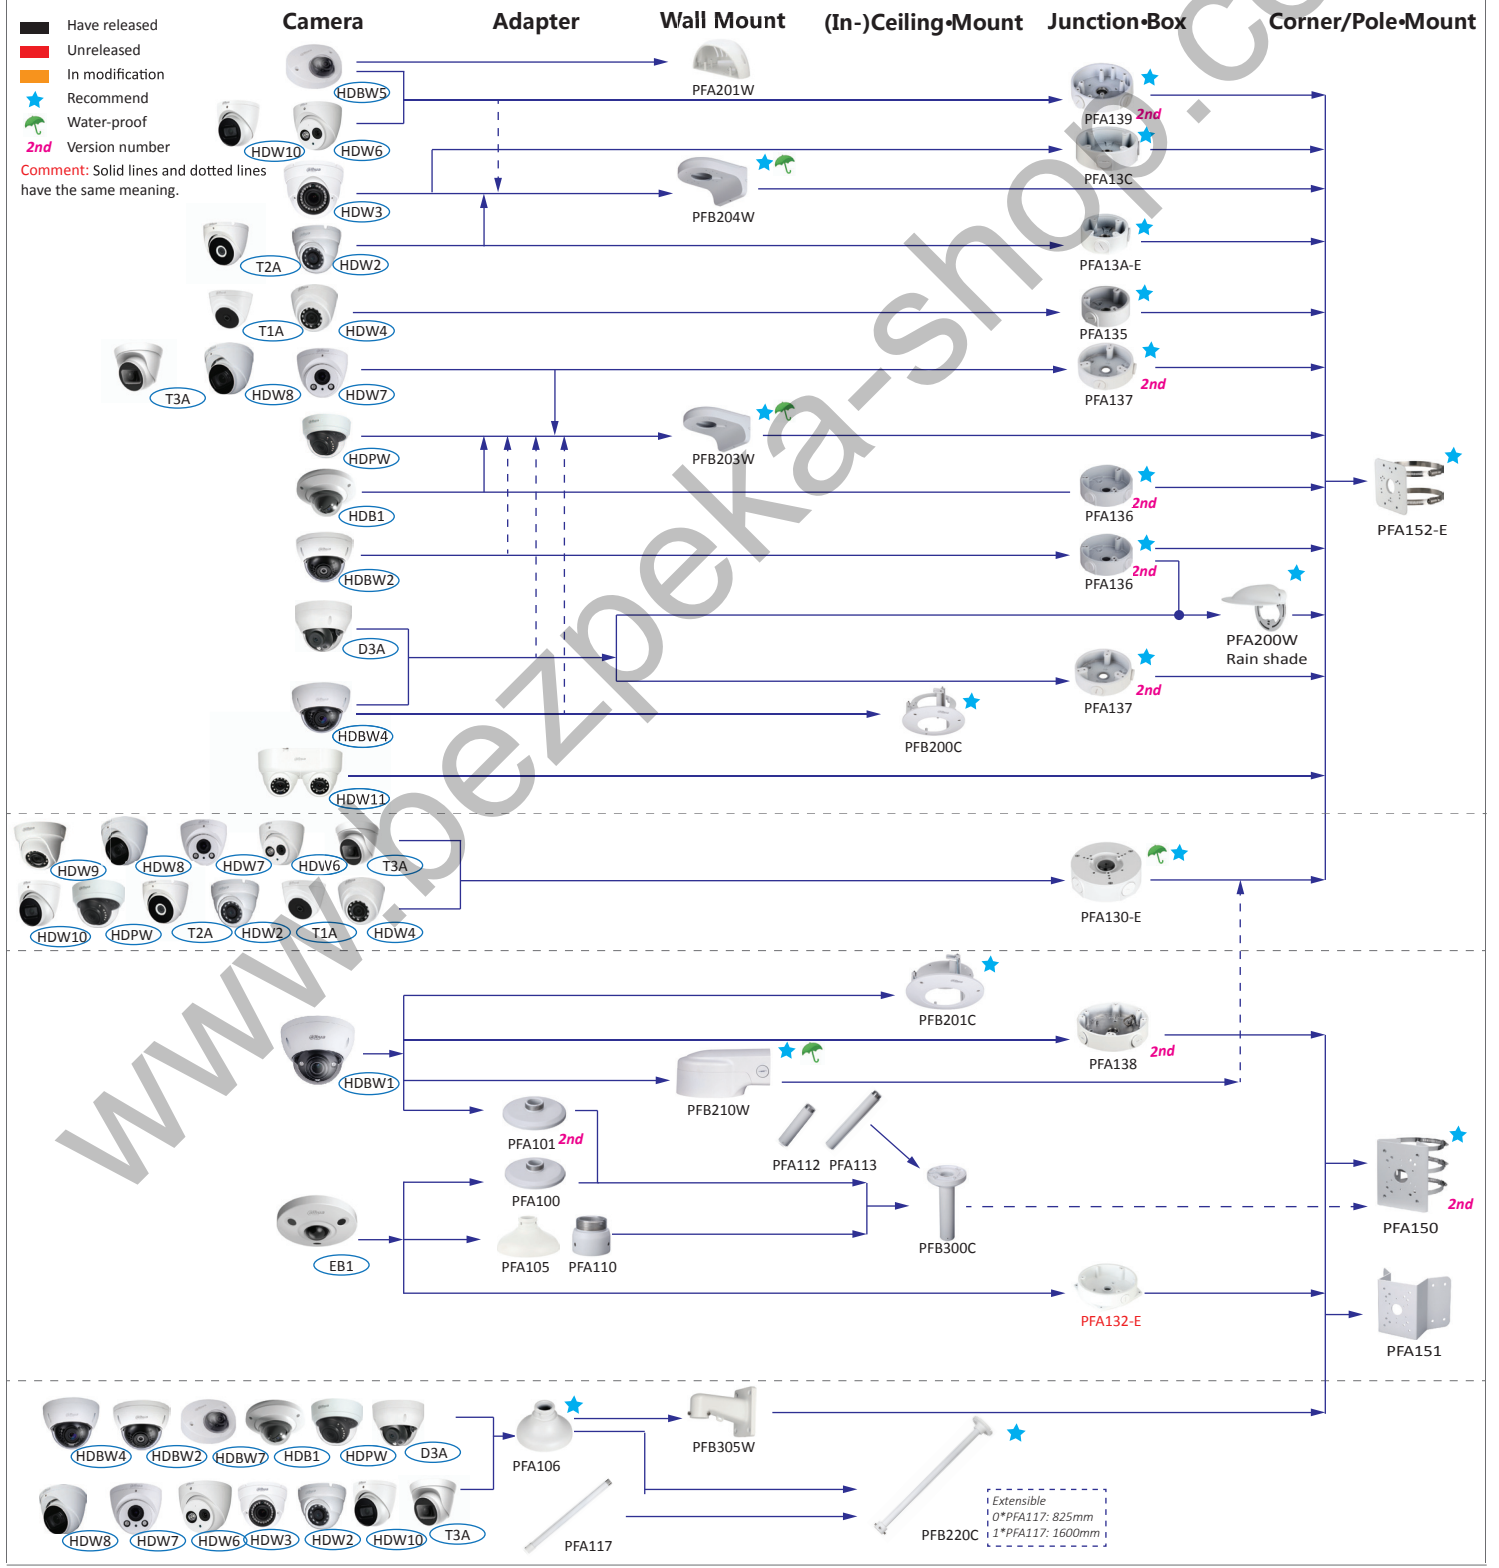 Camera Adapter Wall Mount (In-)Ceiling•Mount Junction•Box Corner/Pole•Mount
Have released
Unreleased
In modification
Recommend
Water-proof
2nd Version number
Comment: Solid lines and dotted lines
have the same meaning.
HDBW5
PFA201W
PFA139 2nd
HDW10
HDW6
PFA13C
HDW3
PFB204W
T2A
HDW2
PFA13A-E
T1A
HDW4
PFA135
T3A
HDW8
HDW7
2nd
PFA137
HDPW
PFB203W
HDB1
2nd
PFA136
PFA152-E
HDBW2
2nd
PFA136
D3A
PFA200W
Rain shade
HDBW4
PFB200C
2nd
PFA137
HDW11
HDW9
HDW8
HDW7
HDW6
T3A
HDW10
HDPW
T2A
HDW2
T1A
HDW4
PFA130-E
PFB201C
HDBW1
PFA138 2nd
PFB210W
PFA101 2nd
PFA112
PFA113
PFA100
2nd
PFA150
EB1
PFA105
PFA110
PFB300C
PFA132-E
PFA151
HDBW4
HDBW2
HDBW7
HDB1
HDPW
D3A
PFA106
PFB305W
HDW8
HDW7
HDW6
HDW3
HDW2
HDW10
T3A
PFA117
PFB220C
Extensible
0*PFA117: 825mm
1*PFA117: 1600mm
www.bezpeka-shop.co